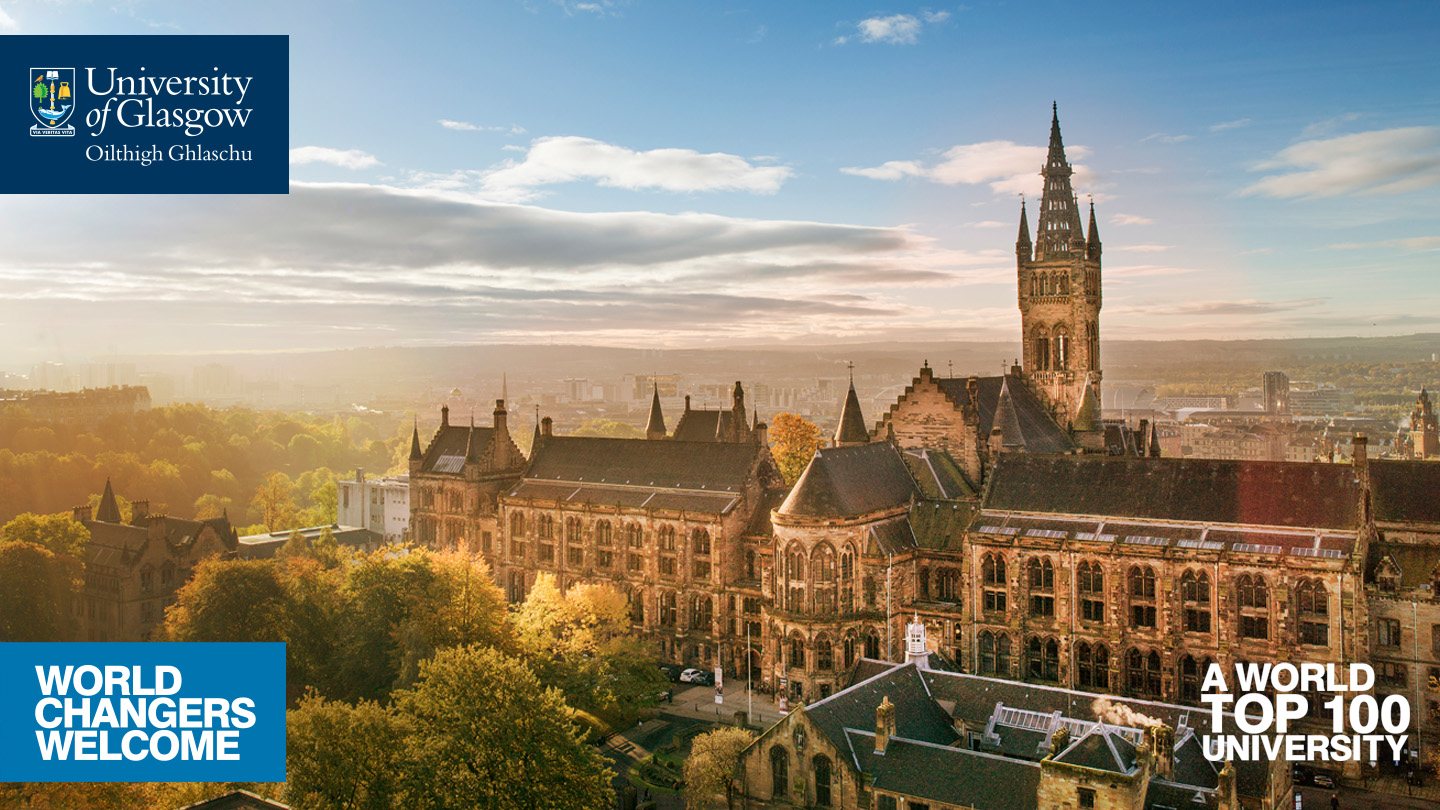 University
of Glasgow
VIA VERITAS VITA
Oilthigh Ghlaschu
WORLD
CHANGERS
WELCOME
A WORLD
TOP 100
UNIVERSITY